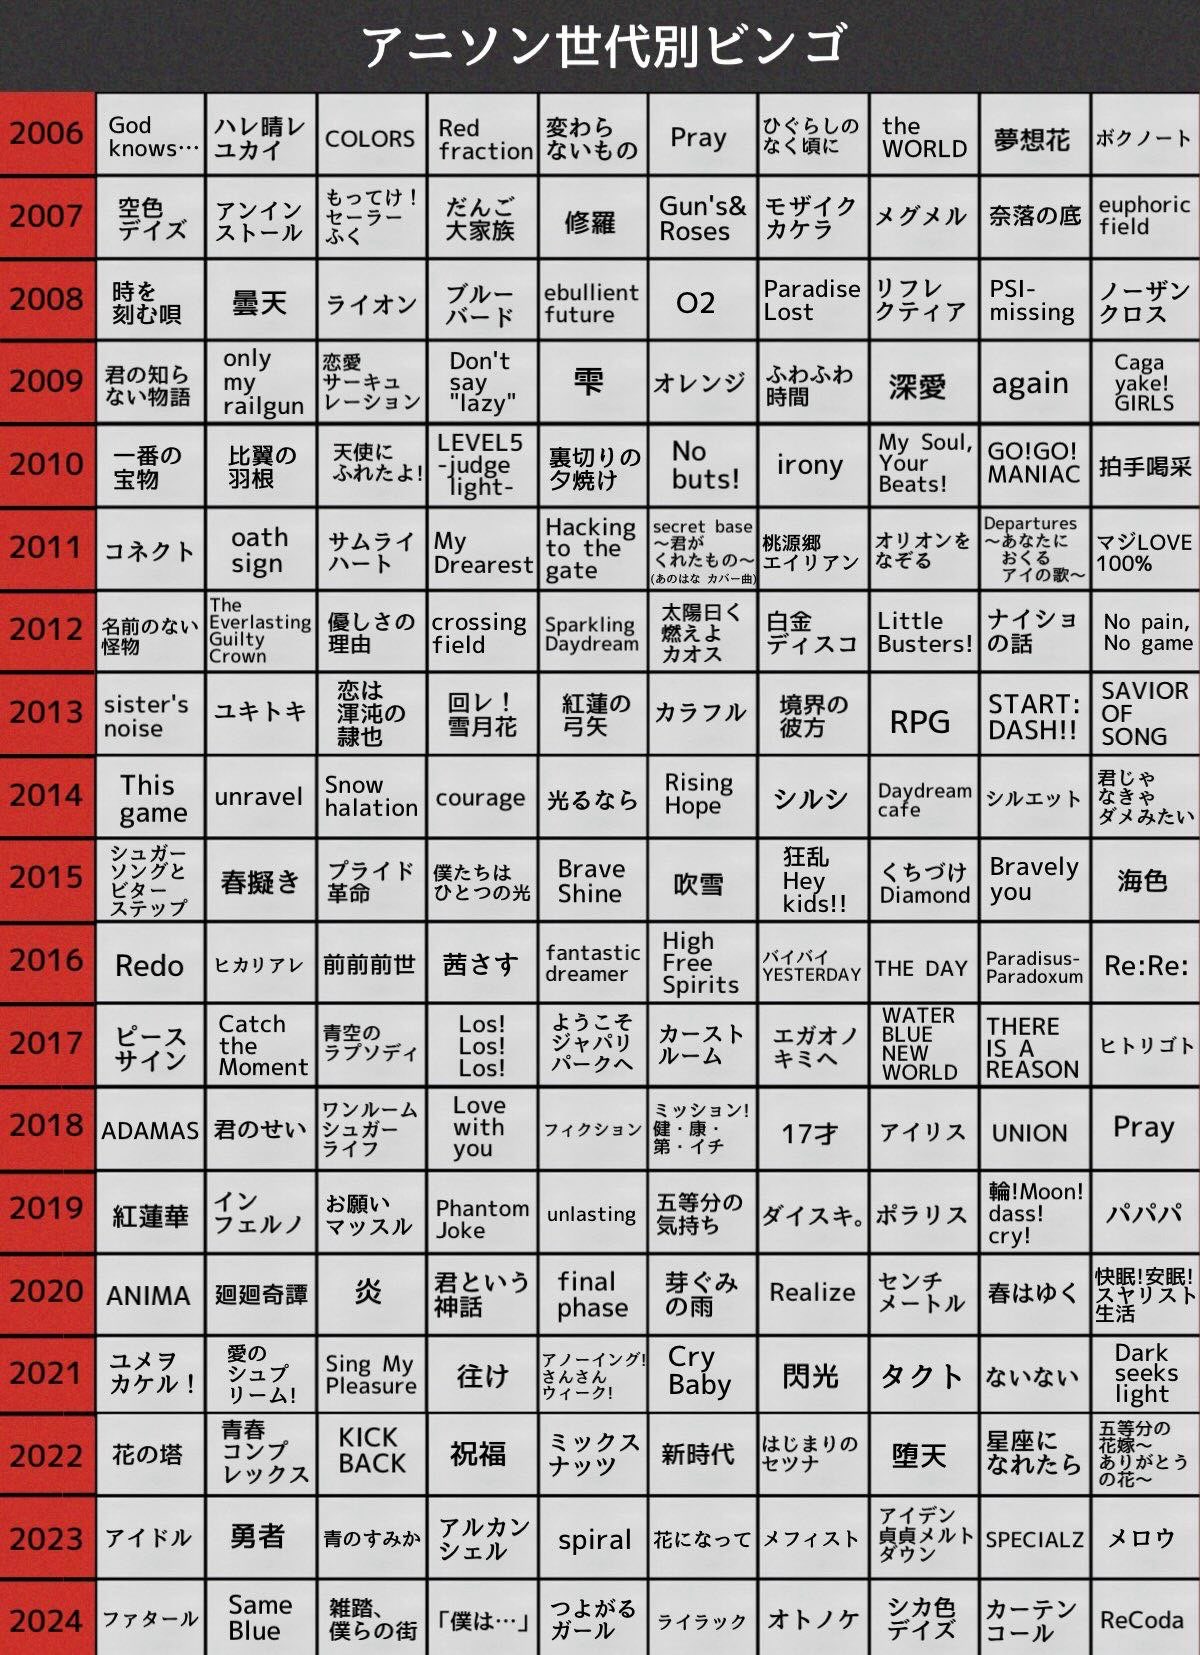 アニソン世代別ビンゴ
2006
God
knows…
ハレ晴レ
ユカイ
COLORS
Red
fraction
変わら
ないもの
Pray
ひぐらしの
なく頃に
the
WORLD
夢想花
ボクノート
2007
空色
デイズ
アンイン
ストール
もってけ！
セーラー
ふく
だんご
大家族
修羅
Gun's&
Roses
モザイク
カケラ
メグメル
奈落の底
euphoric
field
2008
時を
刻む唄
曇天
ライオン
ブルー
バード
ebullient
future
O2
Paradise
Lost
リフレ
クティア
PSI-
missing
ノーザン
クロス
2009
君の知ら
ない物語
only
my
railgun
恋愛
サーキュ
レーション
Don't
say
"lazy"
雫
オレンジ
ふわふわ
時間
深愛
again
Caga
yake!
GIRLS
2010
一番の
宝物
比翼の
羽根
天使に
ふれたよ!
LEVEL5
-judge
light-
裏切りの
夕焼け
No
buts!
irony
My Soul,
Your
Beats!
GO!GO!
MANIAC
拍手喝采
2011
コネクト
oath
sign
サムライ
ハート
My
Drearest
Hacking
to the
gate
secret base
～君が
くれたもの～
(あのはな カバー曲)
桃源郷
エイリアン
オリオンを
なぞる
Departures
～あなたに
おくる
アイの歌～
マジLOVE
100%
2012
名前のない
怪物
The
Everlasting
Guilty
Crown
優しさの
理由
crossing
field
Sparkling
Daydream
太陽曰く
燃えよ
カオス
白金
ディスコ
Little
Busters!
ナイショ
の話
No pain,
No game
2013
sister's
noise
ユキトキ
恋は
渾沌の
隷也
回レ！
雪月花
紅蓮の
弓矢
カラフル
境界の
彼方
RPG
START:
DASH!!
SAVIOR
OF
SONG
2014
This
game
unravel
Snow
halation
courage
光るなら
Rising
Hope
シルシ
Daydream
cafe
シルエット
君じゃ
なきゃ
ダメみたい
2015
シュガー
ソングと
ビター
ステップ
春擬き
プライド
革命
僕たちは
ひとつの光
Brave
Shine
吹雪
狂乱
Hey
kids!!
くちづけ
Diamond
Bravely
you
海色
2016
Redo
ヒカリアレ
前前前世
茜さす
fantastic
dreamer
High
Free
Spirits
バイバイ
YESTERDAY
THE DAY
Paradisus-
Paradoxum
Re:Re:
2017
ピース
サイン
Catch
the
Moment
青空の
ラプソディ
Los!
Los!
Los!
ようこそ
ジャパリ
パークへ
カースト
ルーム
エガオノ
キミへ
WATER
BLUE
NEW
WORLD
THERE
IS A
REASON
ヒトリゴト
2018
ADAMAS
君のせい
ワンルーム
シュガー
ライフ
Love
with
you
フィクション
ミッション!
健・康・
第・イチ
17才
アイリス
UNION
Pray
2019
紅蓮華
イン
フェルノ
お願い
マッスル
Phantom
Joke
unlasting
五等分の
気持ち
ダイスキ。
ポラリス
輪!Moon!
dass!
cry!
パパパ
2020
ANIMA
廻廻奇譚
炎
君という
神話
final
phase
芽ぐみ
の雨
Realize
センチ
メートル
春はゆく
快眠!安眠!
スヤリスト
生活
2021
ユメヲ
カケル！
愛の
シュプ
リーム!
Sing My
Pleasure
往け
アノーイング!
さんさん
ウィーク!
Cry
Baby
閃光
タクト
ないない
Dark
seeks
light
2022
花の塔
青春
コンプ
レックス
KICK
BACK
祝福
ミックス
ナッツ
新時代
はじまりの
セツナ
堕天
星座に
なれたら
五等分の
花嫁～
ありがとう
の花～
2023
アイドル
勇者
青のすみか
アルカン
シェル
spiral
花になって
メフィスト
アイデン
貞貞メルト
ダウン
SPECIALZ
メロウ
2024
ファタール
Same
Blue
雑踏、
僕らの街
「僕は…」
つよがる
ガール
ライラック
オトノケ
シカ色
デイズ
カーテン
コール
ReCoda